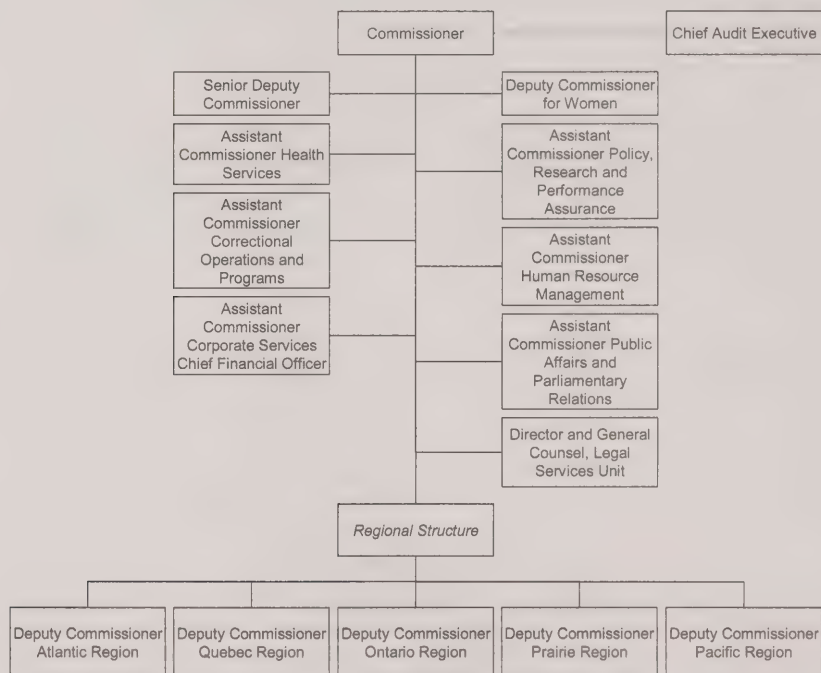 Commissioner
Chief Audit Executive
Senior Deputy
Commissioner
Deputy Commissioner
for Women
Assistant
Commissioner Health
Services
Assistant
Commissioner Policy,
Research and
Performance
Assurance
Assistant
Commissioner
Correctional
Operations and
Programs
Assistant
Commissioner
Human Resource
Management
Assistant
Commissioner
Corporate Services
Chief Financial Officer
Assistant
Commissioner Public
Affairs and
Parliamentary
Relations
Director and General
Counsel, Legal
Services Unit
Regional Structure
Deputy Commissioner
Atlantic Region
Deputy Commissioner
Quebec Region
Deputy Commissioner
Ontario Region
Deputy Commissioner
Prairie Region
Deputy Commissioner
Pacific Region